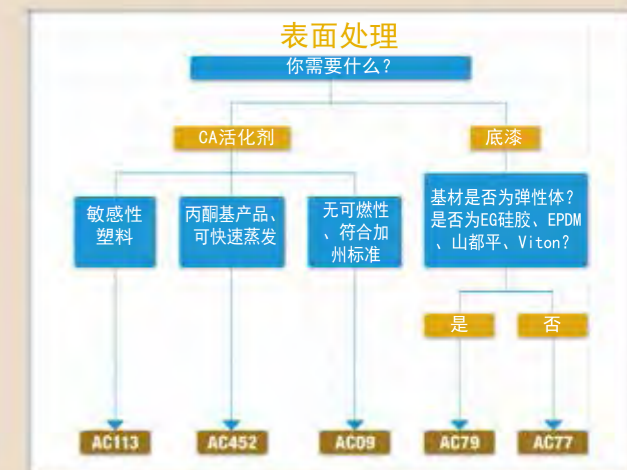 表面处理
你需要什么？
CA活化剂
底漆
敏感性
塑料
丙酮基产品、
可快速蒸发
无可燃性
、符合加
州标准
基材是否为弹性体？
是否为EG硅胶、EPDM
、山都平、Viton？
是
否
AC113
AC452
AC09
AC79
AC77